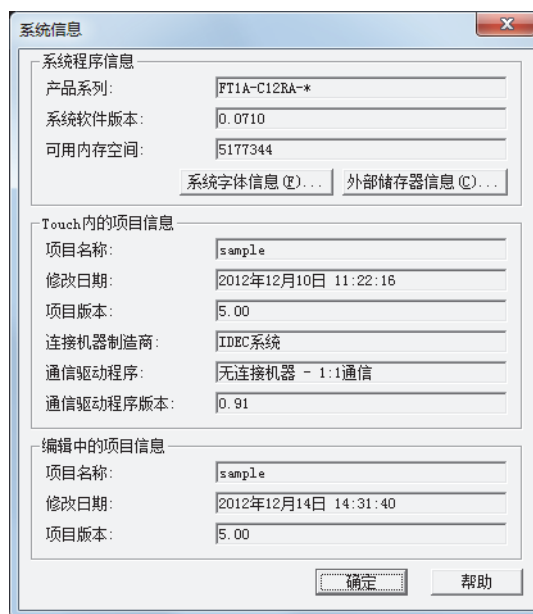 系统信息
系统程序信息
产品系列: FT1A-C12RA-*
系统软件版本: 0.0710
可用内存空间: 5177344
系统字体信息(F)... 外部储存器信息(C)...
Touch内的项目信息
项目名称: sample
修改日期: 2012年12月10日 11:22:16
项目版本: 5.00
连接机器制造商: IDEC系统
通信驱动程序: 无连接机器 - 1:1通信
通信驱动程序版本: 0.91
编辑中的项目信息
项目名称: sample
修改日期: 2012年12月14日 14:31:40
项目版本: 5.00
确定 帮助